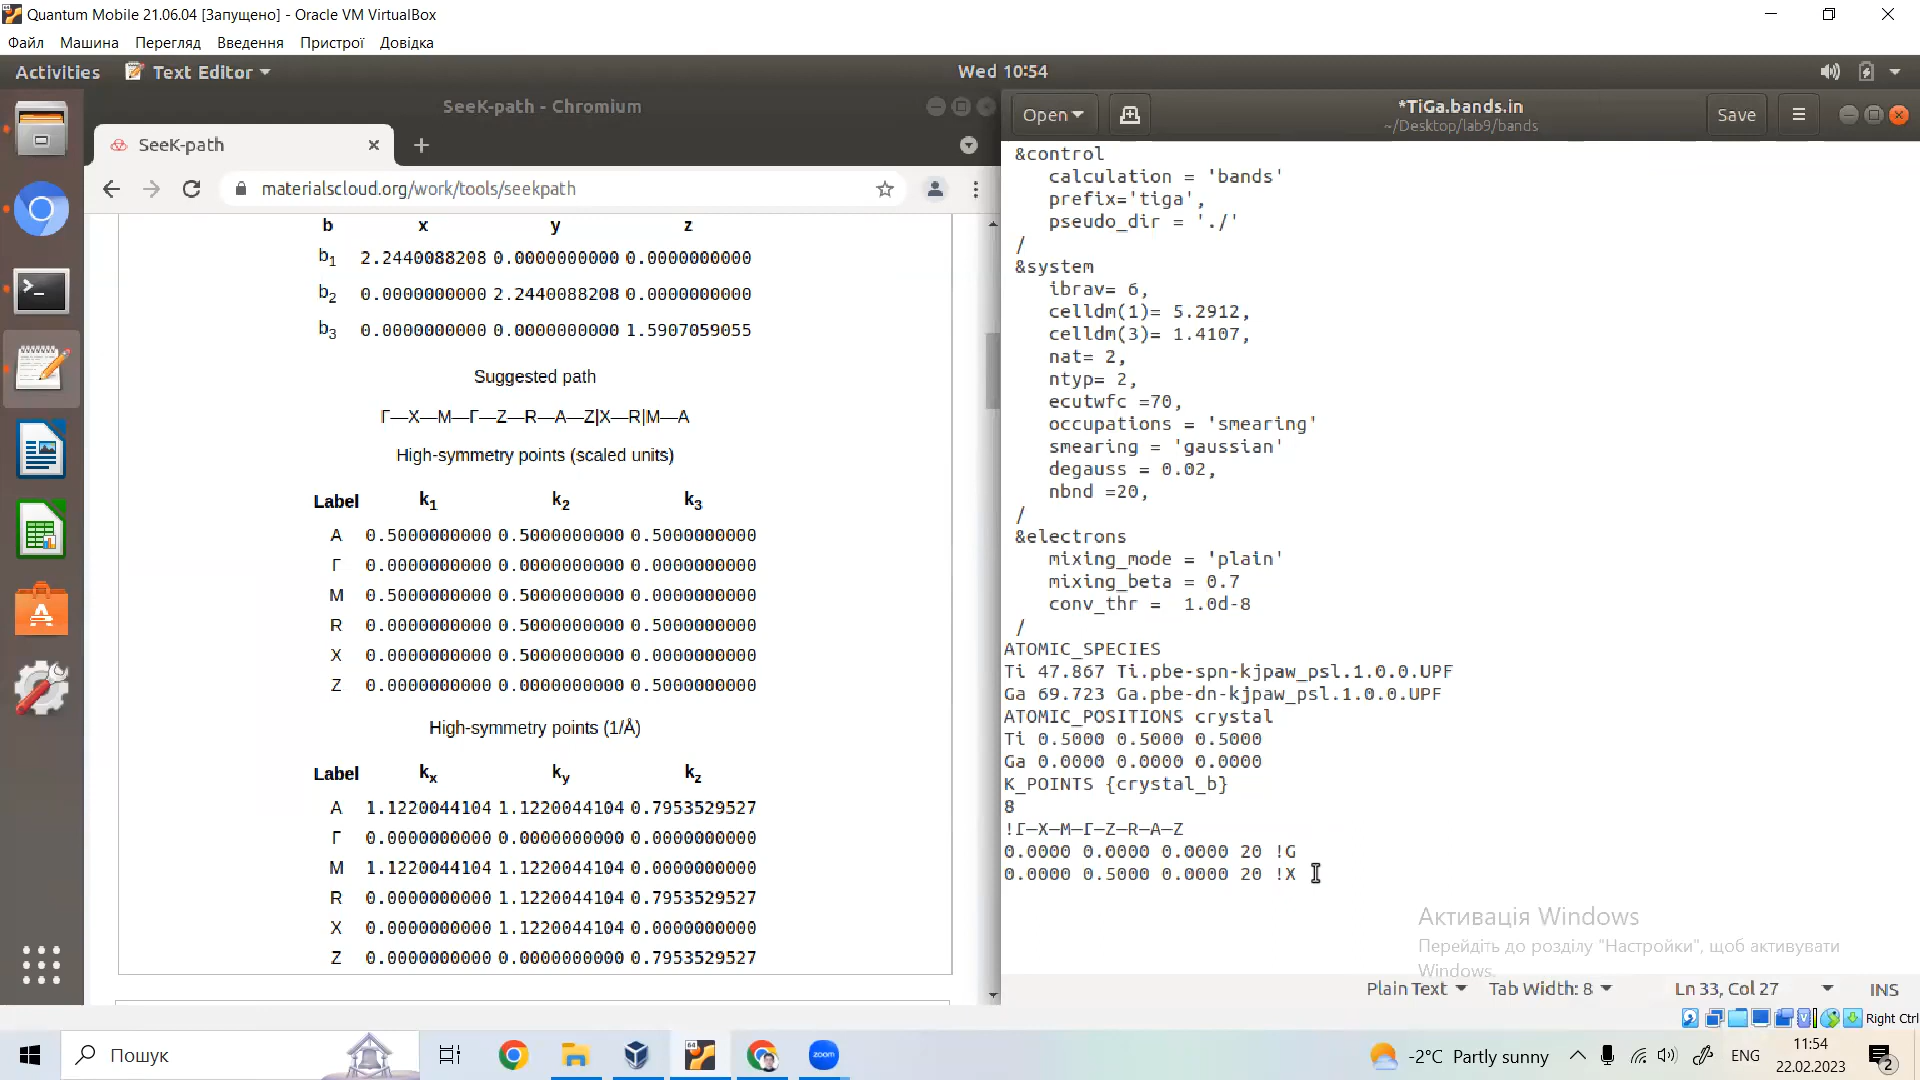 Quantum Mobile 21.06.04 [Запущено] - Oracle VM VirtualBox
Файл Машина Перегляд Введення Пристрої Довідка
Activities Text Editor Wed 10:54
SeeK-path - Chromium
SeeK-path
materialscloud.org/work/tools/seekpath
b x y z
b1 2.2440088208 0.0000000000 0.0000000000
b2 0.0000000000 2.2440088208 0.0000000000
b3 0.0000000000 0.0000000000 1.5907059055
Suggested path
Γ—X—M—Γ—Z—R—A—Z|X—R|M—A
High-symmetry points (scaled units)
Label k1 k2 k3
A 0.5000000000 0.5000000000 0.5000000000
Γ 0.0000000000 0.0000000000 0.0000000000
M 0.5000000000 0.5000000000 0.0000000000
R 0.0000000000 0.5000000000 0.5000000000
X 0.0000000000 0.5000000000 0.0000000000
Z 0.0000000000 0.0000000000 0.5000000000
High-symmetry points (1/Å)
Label kx ky kz
A 1.1220044104 1.1220044104 0.7953529527
Γ 0.0000000000 0.0000000000 0.0000000000
M 1.1220044104 1.1220044104 0.0000000000
R 0.0000000000 1.1220044104 0.7953529527
X 0.0000000000 1.1220044104 0.0000000000
Z 0.0000000000 0.0000000000 0.7953529527
Open *TiGa.bands.in Save
~/Desktop/lab9/bands
&control
calculation = 'bands'
prefix='tiga',
pseudo_dir = './'
/
&system
ibrav= 6,
celldm(1)= 5.2912,
celldm(3)= 1.4107,
nat= 2,
ntyp= 2,
ecutwfc =70,
occupations = 'smearing'
smearing = 'gaussian'
degauss = 0.02,
nbnd =20,
/
&electrons
mixing_mode = 'plain'
mixing_beta = 0.7
conv_thr =  1.0d-8
/
ATOMIC_SPECIES
Ti 47.867 Ti.pbe-spn-kjpaw_psl.1.0.0.UPF
Ga 69.723 Ga.pbe-dn-kjpaw_psl.1.0.0.UPF
ATOMIC_POSITIONS crystal
Ti 0.5000 0.5000 0.5000
Ga 0.0000 0.0000 0.0000
K_POINTS {crystal_b}
8
!Γ—X—M—Γ—Z—R—A—Z
0.0000 0.0000 0.0000 20 !G
0.0000 0.5000 0.0000 20 !X
Активація Windows
Перейдіть до розділу "Настройки", щоб активувати
Windows.
Plain Text Tab Width: 8 Ln 33, Col 27 INS
Right Ctrl
Пошук
zoom
-2°C Partly sunny ENG 11:54
22.02.2023
2